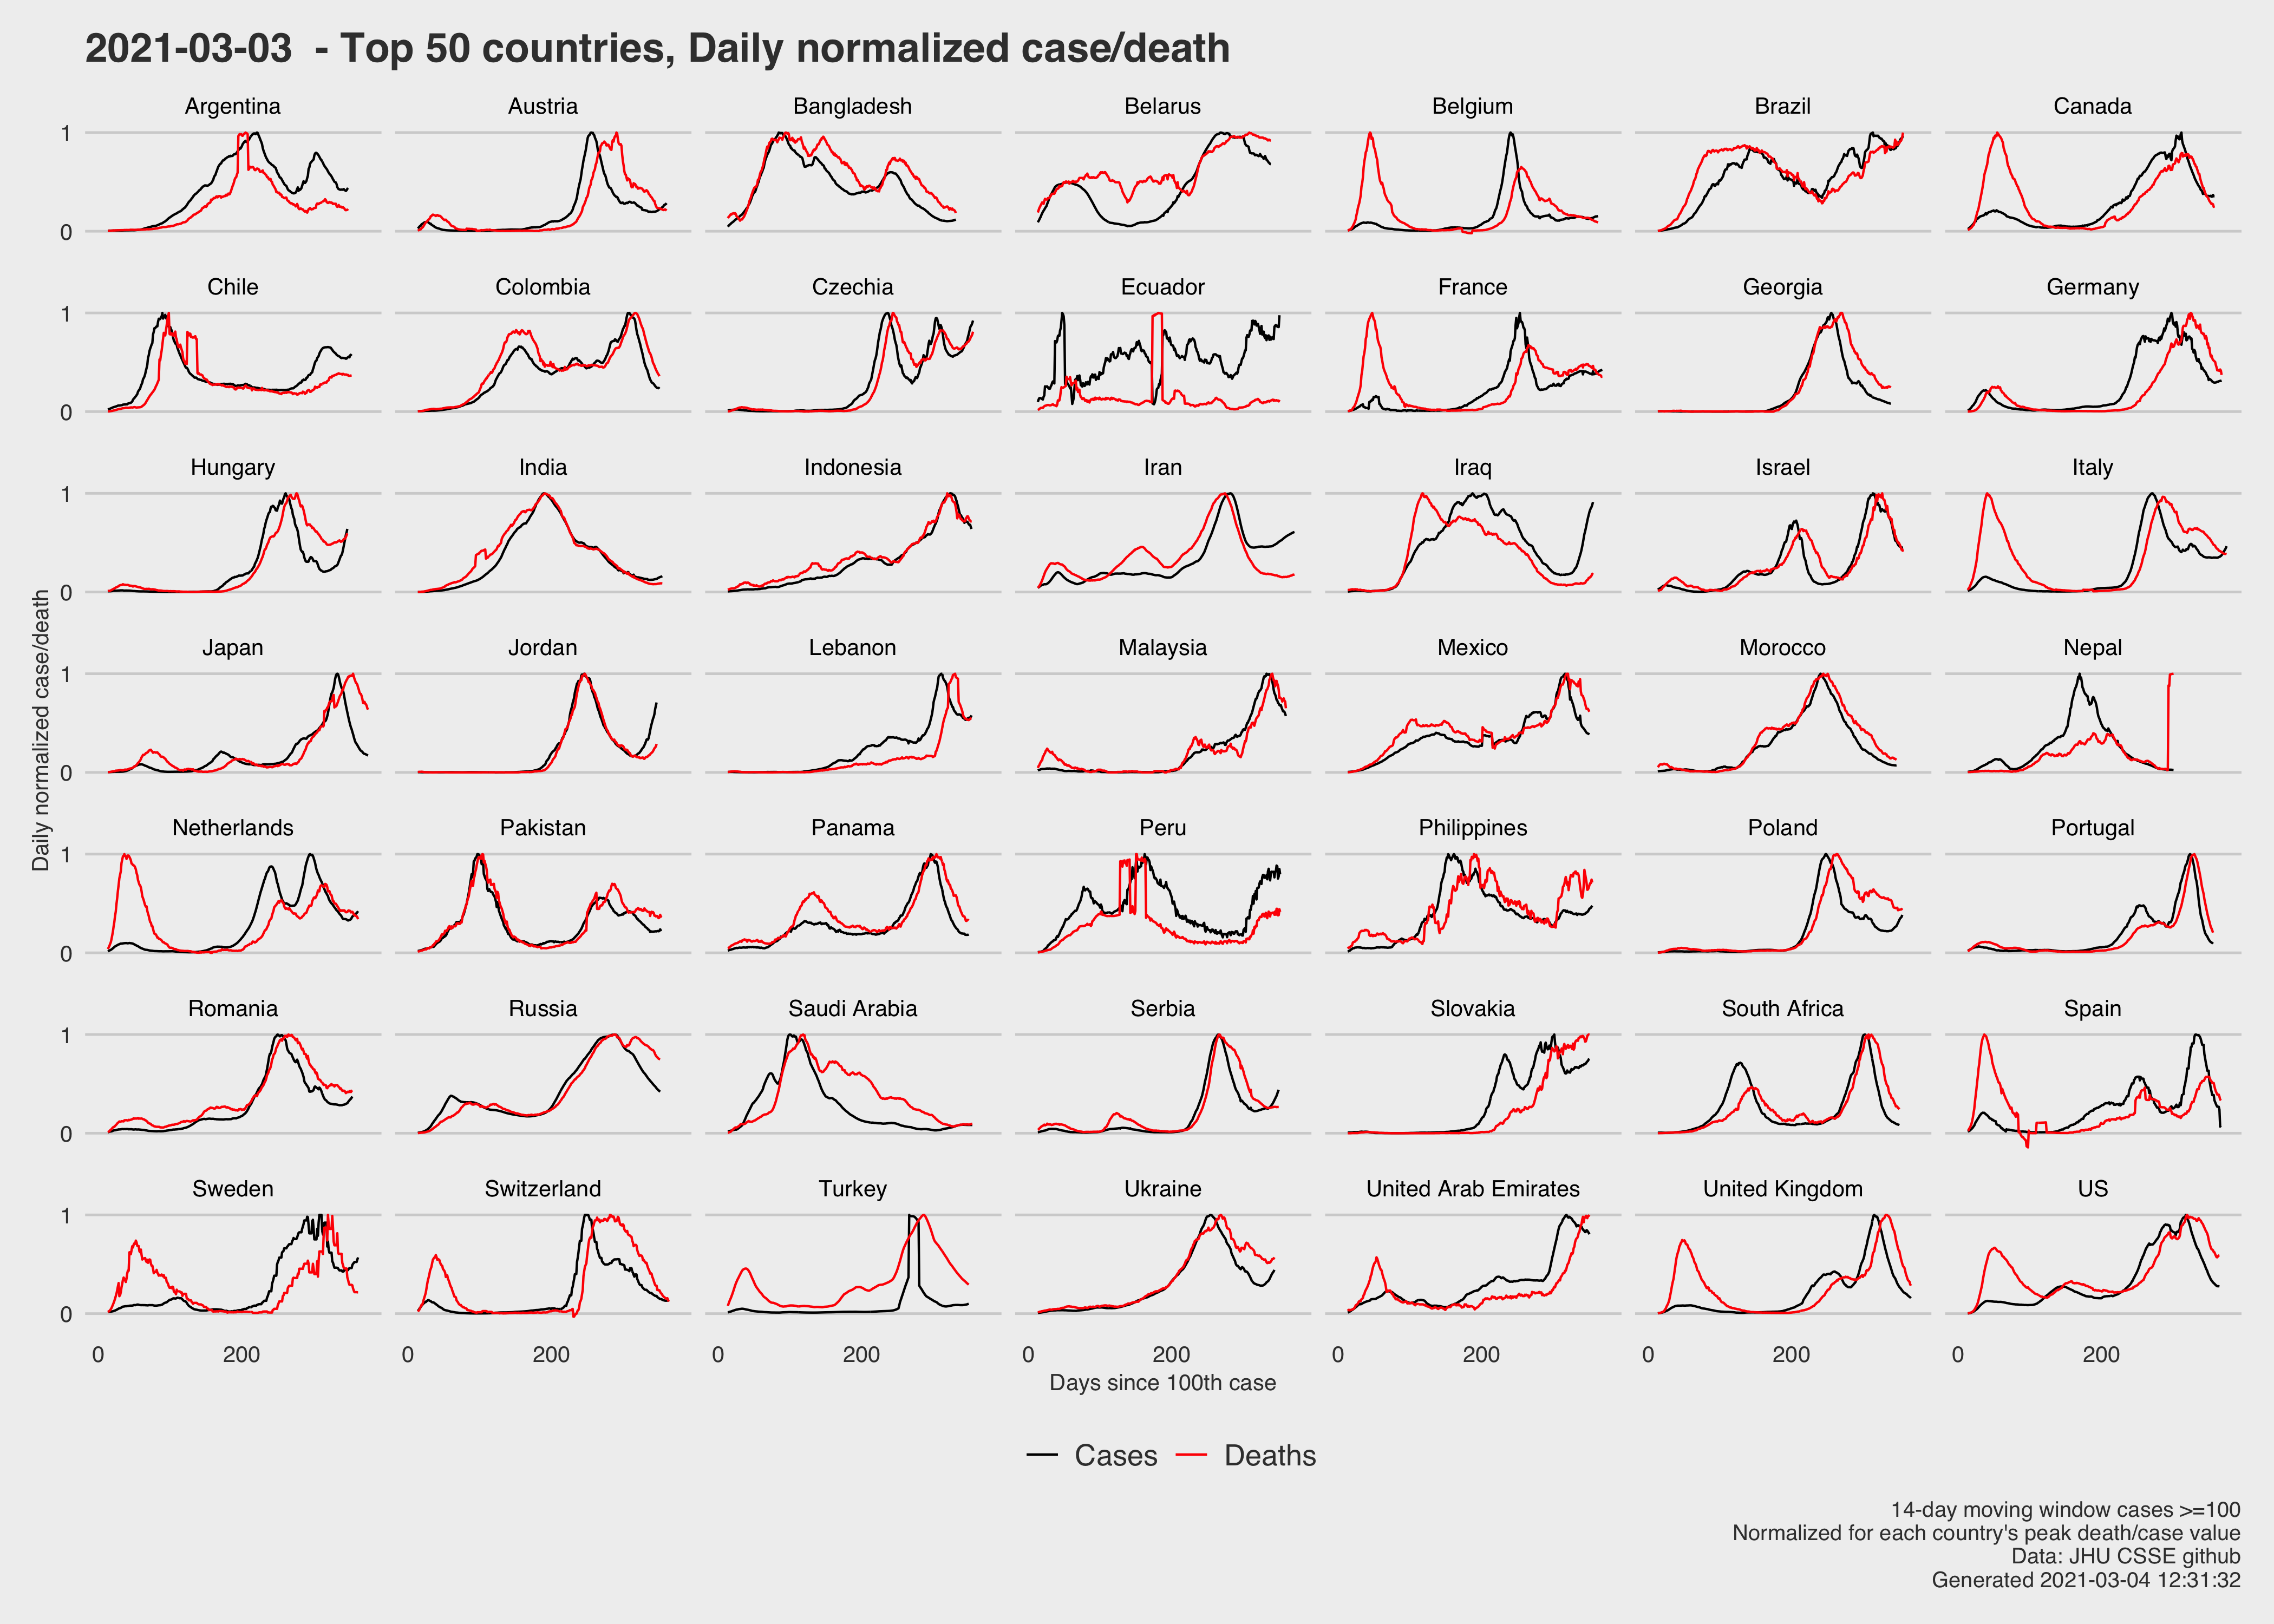 2021-03-03  - Top 50 countries, Daily normalized case/death
Argentina Austria Bangladesh Belarus Belgium Brazil Canada
1
0
Chile Colombia Czechia Ecuador France Georgia Germany
1
0
Hungary India Indonesia Iran Iraq Israel Italy
1
0
Japan Jordan Lebanon Malaysia Mexico Morocco Nepal
1
0
Netherlands Pakistan Panama Peru Philippines Poland Portugal
1
0
Romania Russia Saudi Arabia Serbia Slovakia South Africa Spain
1
0
Sweden Switzerland Turkey Ukraine United Arab Emirates United Kingdom US
1
0
0 200 0 200 0 200 0 200 0 200 0 200 0 200
Daily normalized case/death
Days since 100th case
Cases Deaths
14-day moving window cases >=100
Normalized for each country's peak death/case value
Data: JHU CSSE github
Generated 2021-03-04 12:31:32